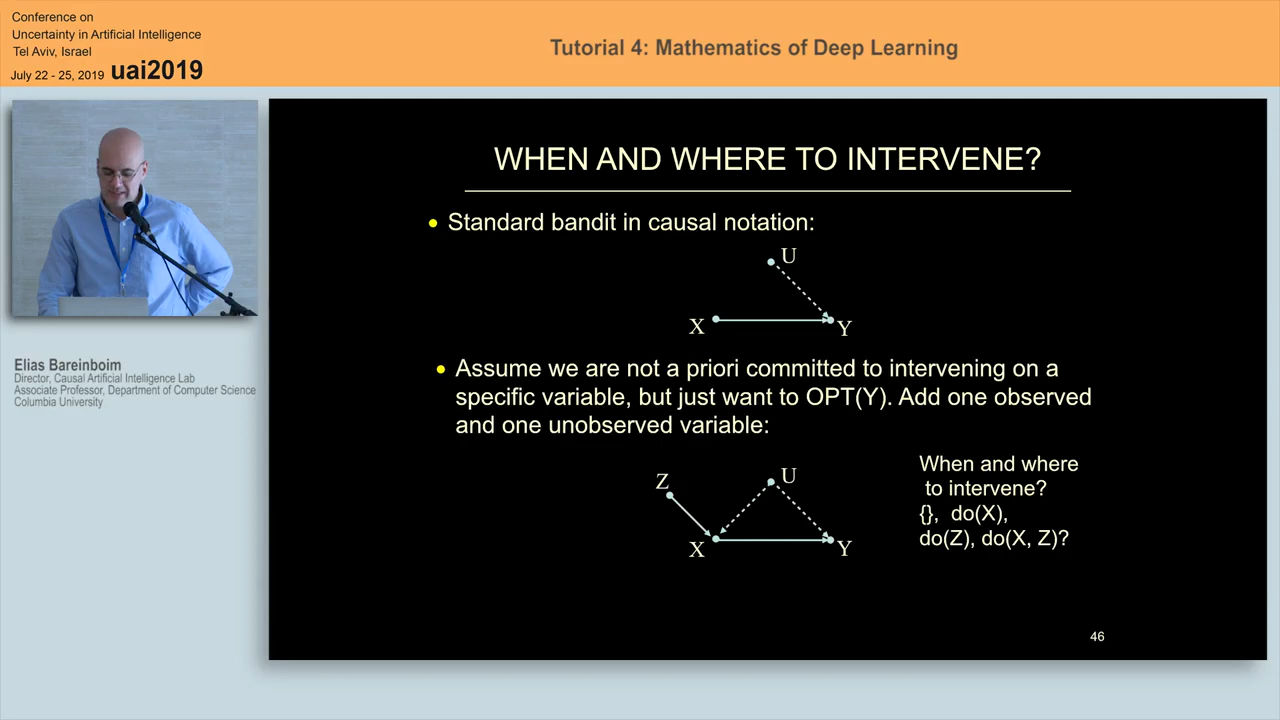 Conference on
Uncertainty in Artificial Intelligence
Tel Aviv, Israel
July 22 - 25, 2019 uai2019
Tutorial 4: Mathematics of Deep Learning
Elias Bareinboim
Director, Causal Artificial Intelligence Lab
Associate Professor, Department of Computer Science
Columbia University
WHEN AND WHERE TO INTERVENE?
• Standard bandit in causal notation:
U
X
Y
• Assume we are not a priori committed to intervening on a
specific variable, but just want to OPT(Y). Add one observed
and one unobserved variable:
Z
U
X
Y
When and where
to intervene?
{}, do(X),
do(Z), do(X, Z)?
46